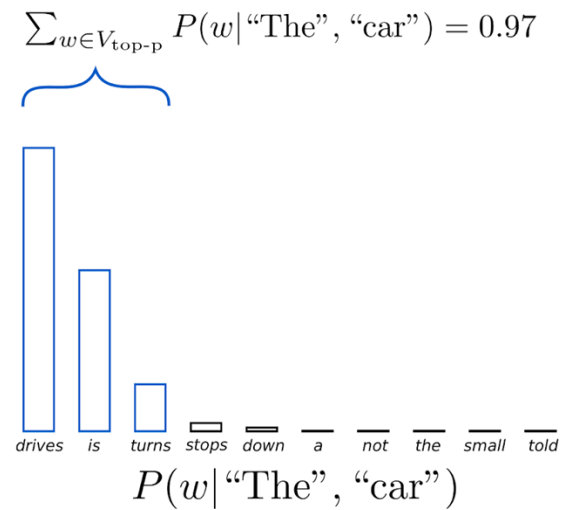 ∑w∈Vtop-p P(w|“The”, “car”) = 0.97
drives is turns stops down a not the small told
P(w|“The”, “car”)